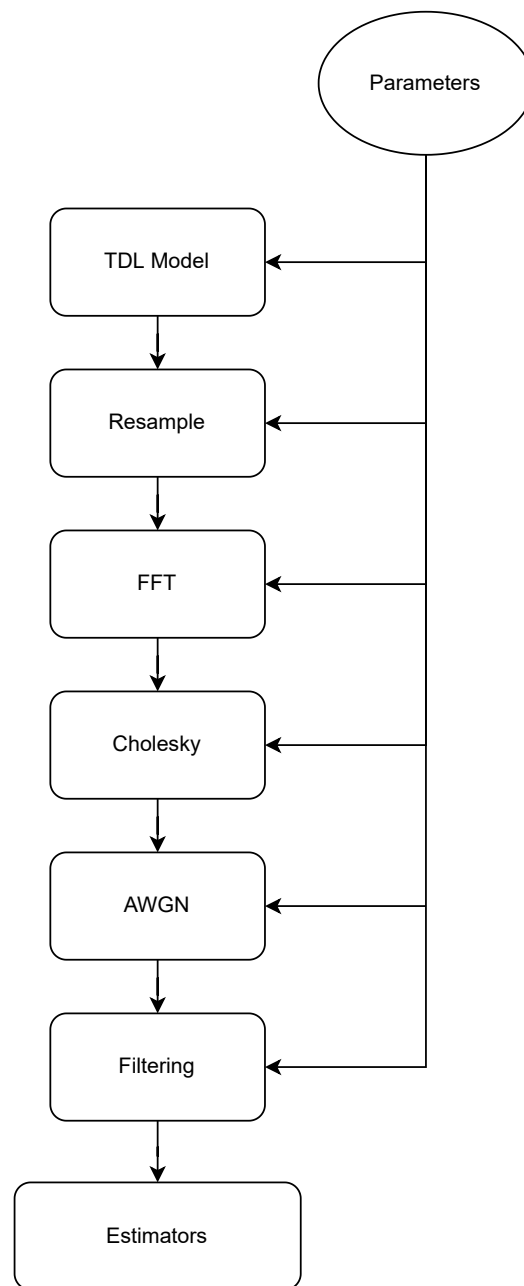 Parameters
TDL Model
Resample
FFT
Cholesky
AWGN
Filtering
Estimators